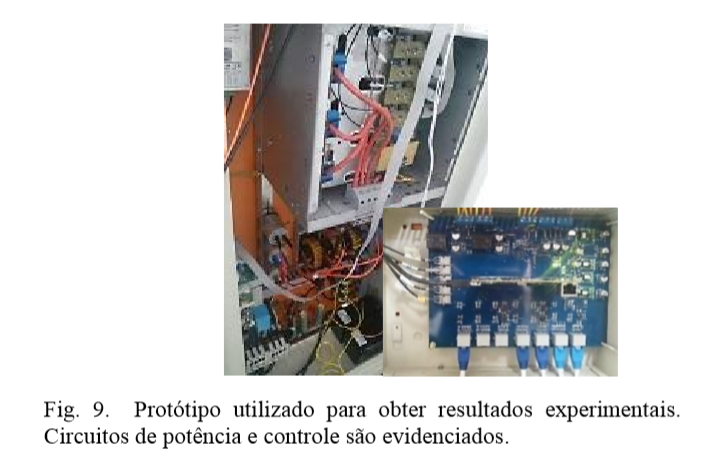 Fig. 9. Protótipo utilizado para obter resultados experimentais.
Circuitos de potência e controle são evidenciados.